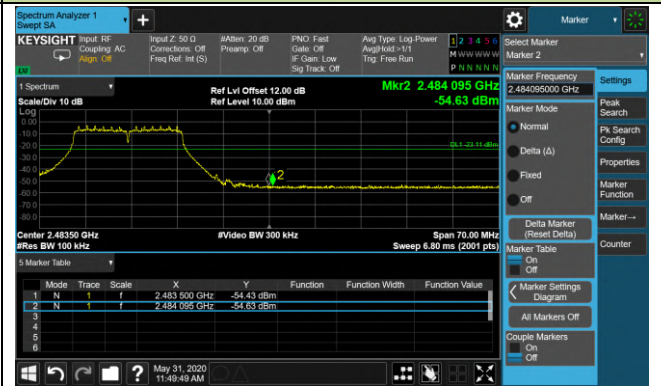 Spectrum Analyzer 1
Swept SA
+
Marker
KEYSIGHT Input: RF
Coupling: AC
Align: Off
Input Z: 50 Ω
Corrections: Off
Freq Ref: Int (S)
#Atten: 20 dB
Preamp: Off
PNO: Fast
Gate: Off
IF Gain: Low
Sig Track: Off
Avg Type: Log-Power
Avg|Hold:>1/1
Trig: Free Run
1 2 3 4 5 6
M W W W W W
P N N N N N
LXI
Select Marker
Marker 2
1 Spectrum
Scale/Div 10 dB
Ref Lvl Offset 12.00 dB
Ref Level 10.00 dBm
Mkr2 2.484 095 GHz
-54.63 dBm
Log
0.00
-10.0
-20.0
-30.0
-40.0
-50.0
-60.0
-70.0
-80.0
DL1 -23.11 dBm
2
Center 2.48350 GHz
#Res BW 100 kHz
#Video BW 300 kHz
Span 70.00 MHz
Sweep 6.80 ms (2001 pts)
5 Marker Table
Mode Trace Scale X Y Function Function Width Function Value
1 N 1 f 2.483 500 GHz -54.43 dBm
2 N 1 f 2.484 095 GHz -54.63 dBm
3
4
5
6
Marker Frequency
2.484095000 GHz
Marker Mode
Normal
Delta (Δ)
Fixed
Off
Delta Marker
(Reset Delta)
Marker Table
On
Off
Marker Settings
Diagram
All Markers Off
Couple Markers
On
Off
Settings
Peak
Search
Pk Search
Config
Properties
Marker
Function
Marker→
Counter
?
May 31, 2020
11:49:49 AM